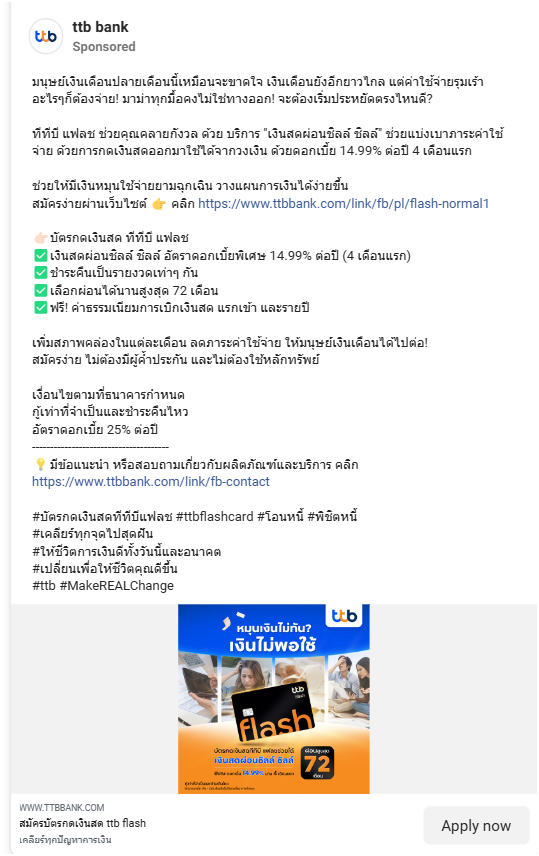 ttb bank
Sponsored
มนุษย์เงินเดือนปลายเดือนนี้เหมือนจะขาดใจ เงินเดือนยังอีกยาวไกล แต่ค่าใช้จ่ายรุมเร้า
อะไรๆก็ต้องจ่าย! มาม่าทุกมื้อคงไม่ใช่ทางออก! จะต้องเริ่มประหยัดตรงไหนดี?
ทีทีบี แฟลช ช่วยคุณคลายกังวล ด้วย บริการ "เงินสดผ่อนชิลล์ ชิลล์" ช่วยแบ่งเบาภาระค่าใช้
จ่าย ด้วยการกดเงินสดออกมาใช้ได้จากวงเงิน ด้วยดอกเบี้ย 14.99% ต่อปี 4 เดือนแรก
ช่วยให้มีเงินหมุนใช้จ่ายยามฉุกเฉิน วางแผนการเงินได้ง่ายขึ้น
สมัครง่ายผ่านเว็บไซต์ 👉 คลิก https://www.ttbbank.com/link/fb/pl/flash-normal1
👉🏻บัตรกดเงินสด ทีทีบี แฟลช
✅เงินสดผ่อนชิลล์ ชิลล์ อัตราดอกเบี้ยพิเศษ 14.99% ต่อปี (4 เดือนแรก)
✅ชำระคืนเป็นรายงวดเท่าๆ กัน
✅เลือกผ่อนได้นานสูงสุด 72 เดือน
✅ฟรี! ค่าธรรมเนียมการเบิกเงินสด แรกเข้า และรายปี
เพิ่มสภาพคล่องในแต่ละเดือน ลดภาระค่าใช้จ่าย ให้มนุษย์เงินเดือนได้ไปต่อ!
สมัครง่าย ไม่ต้องมีผู้ค้ำประกัน และไม่ต้องใช้หลักทรัพย์
เงื่อนไขตามที่ธนาคารกำหนด
กู้เท่าที่จำเป็นและชำระคืนไหว
อัตราดอกเบี้ย 25% ต่อปี
--------------------------------------
💡มีข้อแนะนำ หรือสอบถามเกี่ยวกับผลิตภัณฑ์และบริการ คลิก
https://www.ttbbank.com/link/fb-contact
#บัตรกดเงินสดทีทีบีแฟลช #ttbflashcard #โอนหนี้ #พิชิตหนี้
#เคลียร์ทุกจุดไปสุดฝัน
#ให้ชีวิตการเงินดีทั้งวันนี้และอนาคต
#เปลี่ยนเพื่อให้ชีวิตคุณดีขึ้น
#ttb #MakeREALChange
ttb
หมุนเงินไม่ทัน?
เงินไม่พอใช้
ttb
flash
flash
บัตรกดเงินสดทีทีบี แฟลชช่วยได้
เงินสดผ่อนชิลล์ ชิลล์
ผ่อนสูงสุด
72
เดือน
14.99%
WWW.TTBBANK.COM
สมัครบัตรกดเงินสด ttb flash
เคลียร์ทุกปัญหาการเงิน
Apply now